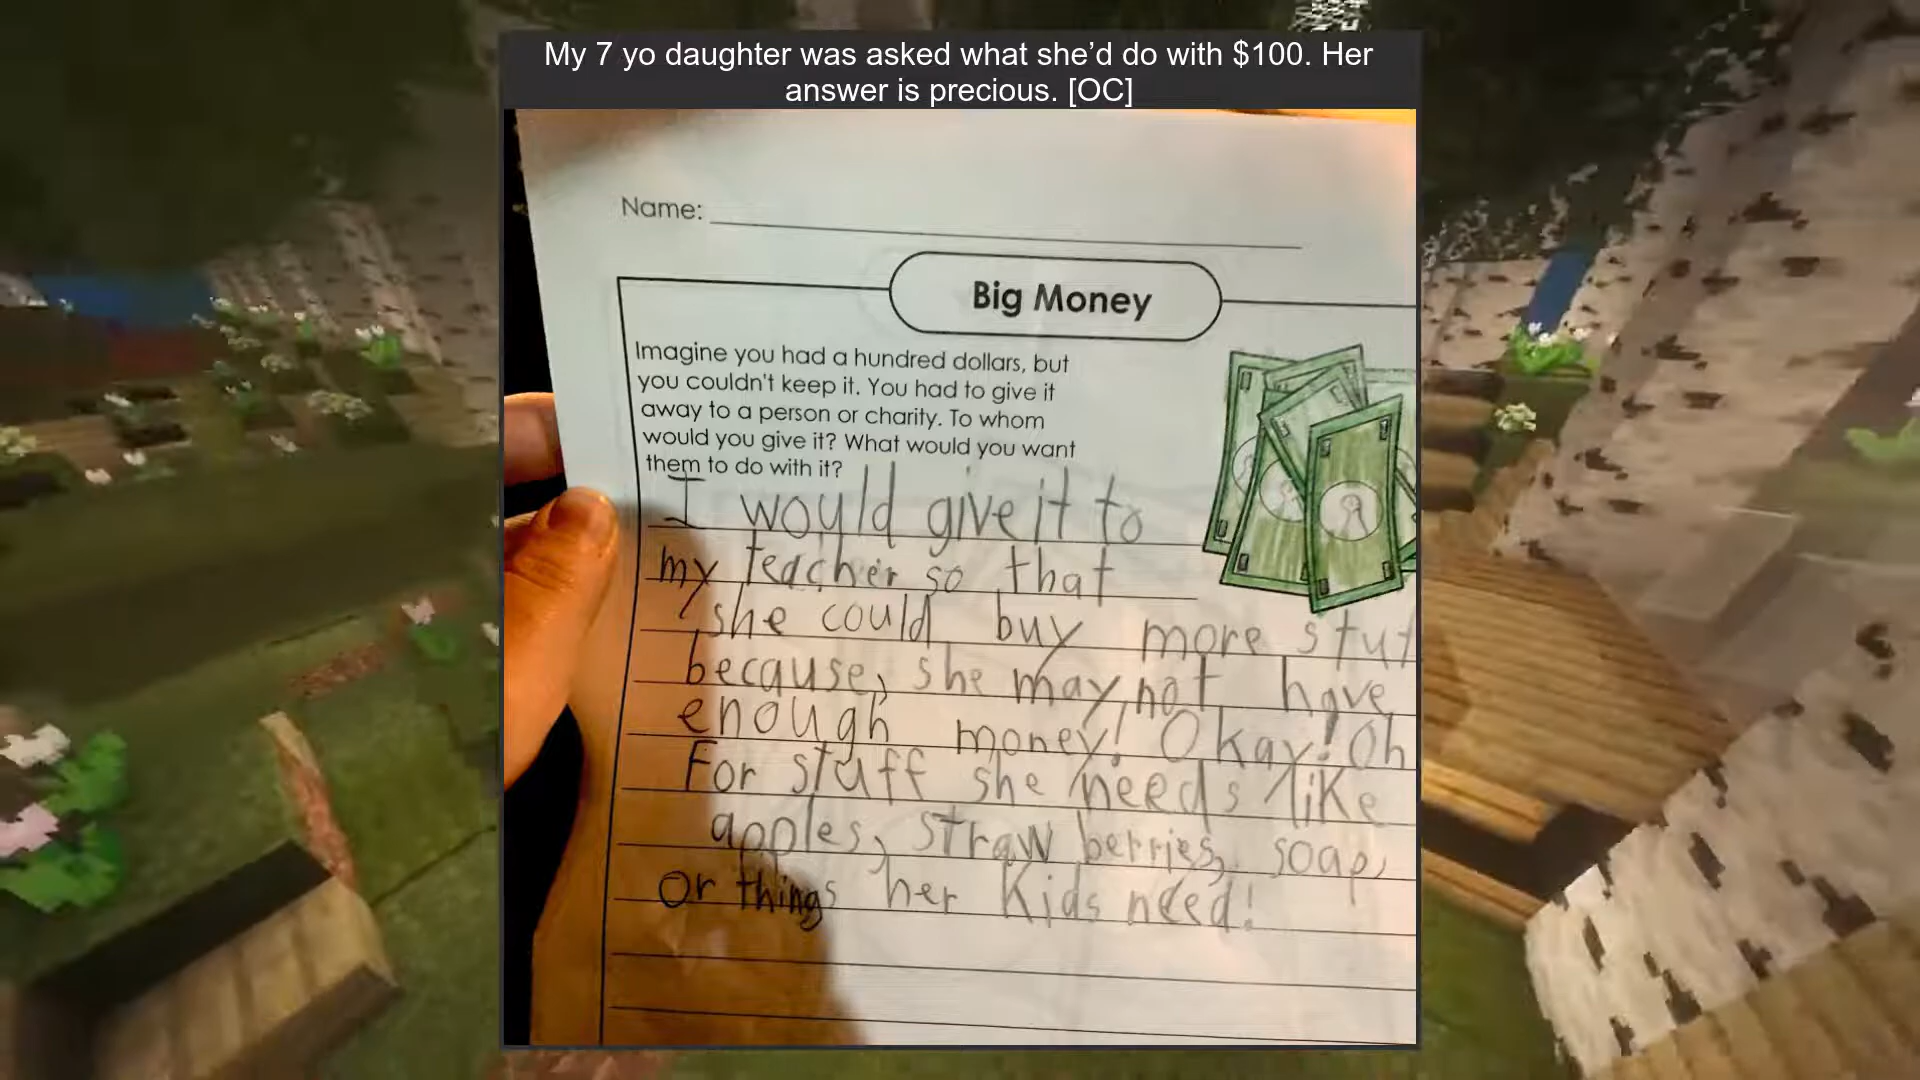 My 7 yo daughter was asked what she’d do with $100. Her
answer is precious. [OC]
Name:
Big Money
Imagine you had a hundred dollars, but
you couldn't keep it. You had to give it
away to a person or charity. To whom
would you give it? What would you want
them to do with it?
I would give it to
my teacher so that
she could buy more stuf
because, she may not have
enough money! Okay! Oh
For stuff she needs like
apples, straw berries, soap,
Or things her Kids need!